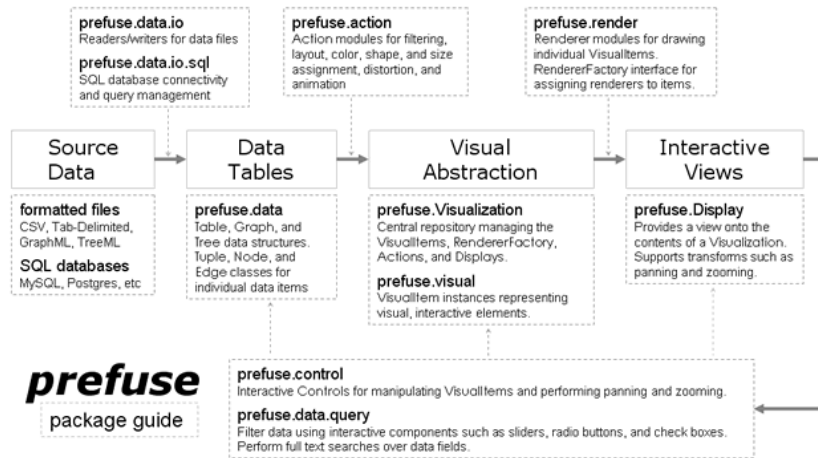 prefuse.data.io
Readers/writers for data files
prefuse.data.io.sql
SQL database connectivity
and query management
prefuse.action
Action modules for filtering,
layout, color, shape, and size
assignment, distortion, and
animation
prefuse.render
Renderer modules for drawing
individual VisualItems.
RendererFactory interface for
assigning renderers to items.
Source
Data
Data
Tables
Visual
Abstraction
Interactive
Views
formatted files
CSV, Tab-Delimited,
GraphML, TreeML
SQL databases
MySQL, Postgres, etc
prefuse.data
Table, Graph, and
Tree data structures.
Tuple, Node, and
Edge classes for
individual data items
prefuse.Visualization
Central repository managing the
VisualItems, RendererFactory,
Actions, and Displays.
prefuse.visual
VisualItem instances representing
visual, interactive elements.
prefuse.Display
Provides a view onto the
contents of a Visualization.
Supports transforms such as
panning and zooming.
prefuse
package guide
prefuse.control
Interactive Controls for manipulating VisualItems and performing panning and zooming.
prefuse.data.query
Filter data using interactive components such as sliders, radio buttons, and check boxes.
Perform full text searches over data fields.